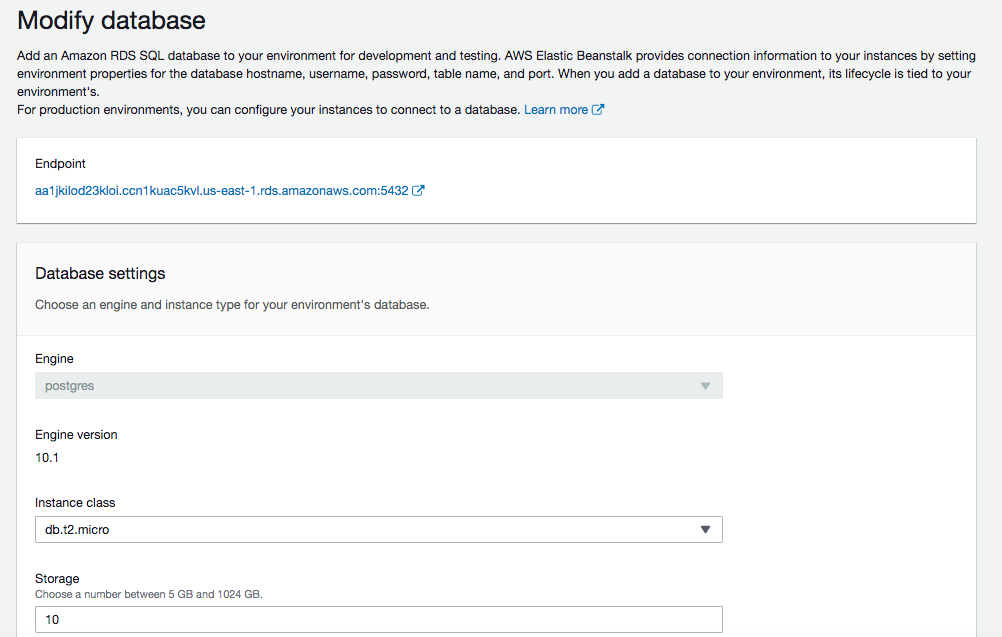 Modify database
Add an Amazon RDS SQL database to your environment for development and testing. AWS Elastic Beanstalk provides connection information to your instances by setting
environment properties for the database hostname, username, password, table name, and port. When you add a database to your environment, its lifecycle is tied to your
environment's.
For production environments, you can configure your instances to connect to a database. Learn more
Endpoint
aa1jkilod23kloi.ccn1kuac5kvl.us-east-1.rds.amazonaws.com:5432
Database settings
Choose an engine and instance type for your environment's database.
Engine
postgres
Engine version
10.1
Instance class
db.t2.micro
Storage
Choose a number between 5 GB and 1024 GB.
10